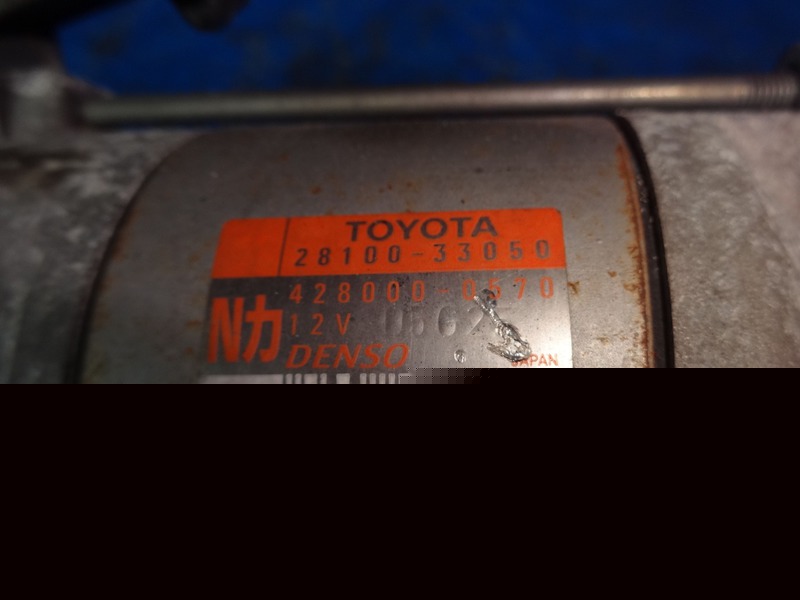 TOYOTA
28100-33050
428000-0570
Nカ
12V 
DENSO
JAPAN